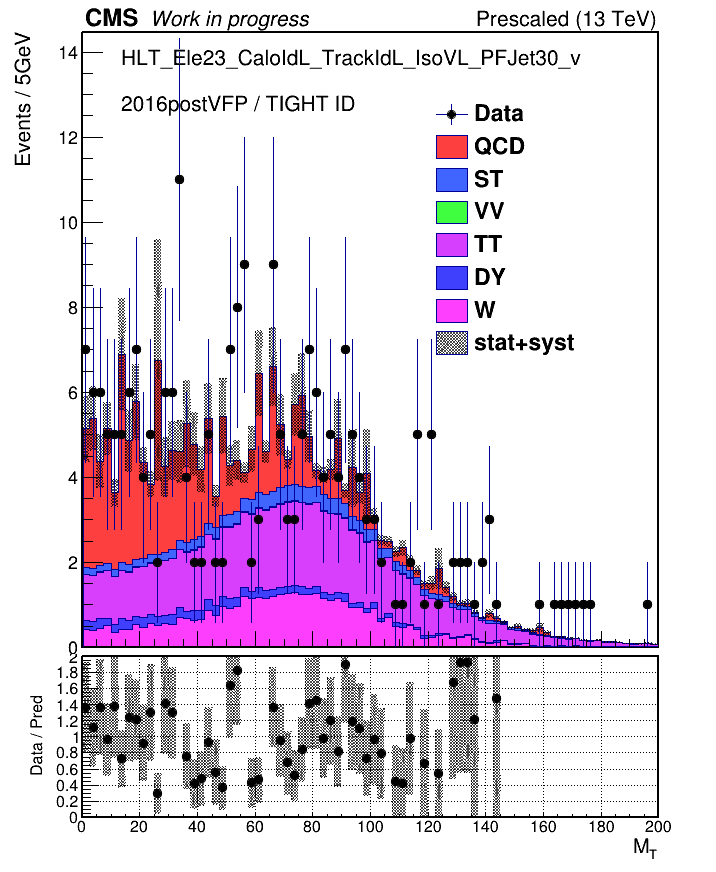 CMS Work in progress Prescaled (13 TeV)
HLT_Ele23_CaloIdL_TrackIdL_IsoVL_PFJet30_v
2016postVFP / TIGHT ID
Events / 5GeV
14
12
10
8
6
4
2
0
Data
QCD
ST
VV
TT
DY
W
stat+syst
Data / Pred
2
1.8
1.6
1.4
1.2
1
0.8
0.6
0.4
0.2
0
0 20 40 60 80 100 120 140 160 180 200
M_T